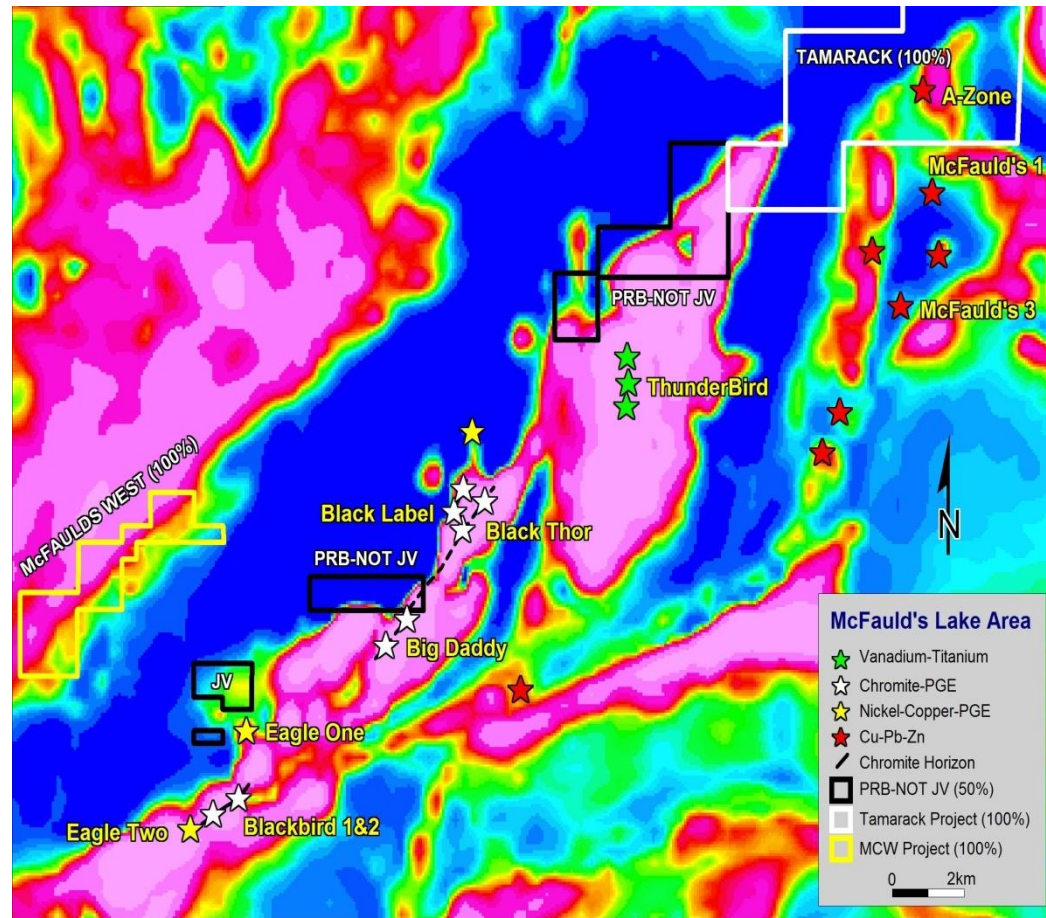 TAMARACK (100%)
A-Zone
McFauld's 1
McFauld's 3
PRB-NOT JV
ThunderBird
McFAULDS WEST (100%)
Black Label
Black Thor
PRB-NOT JV
Big Daddy
JV
Eagle One
Eagle Two
Blackbird 1&2
N
McFauld's Lake Area
Vanadium-Titanium
Chromite-PGE
Nickel-Copper-PGE
Cu-Pb-Zn
Chromite Horizon
PRB-NOT JV (50%)
Tamarack Project (100%)
MCW Project (100%)
0 2km